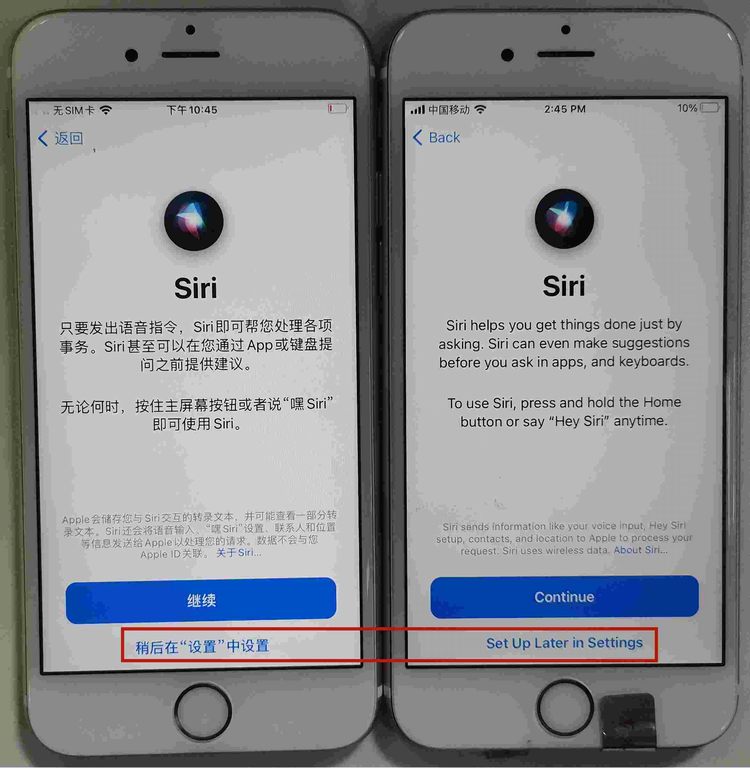 无SIM卡 下午10:45
返回
Siri
只要发出语音指令，Siri即可帮您处理各项
事务。Siri甚至可以在您通过App或键盘提
问之前提供建议。
无论何时，按住主屏幕按钮或者说“嘿Siri”
即可使用Siri。
Apple会储存您与Siri交互的转录文本，并可能查看一部分转
录文本。Siri还会将语音输入、“嘿Siri”设置、联系人和位置
等信息发送给Apple以处理您的请求。数据不会与您
Apple ID关联。 关于Siri...
继续
稍后在“设置”中设置
中国移动 2:45 PM 10%
Back
Siri
Siri helps you get things done just by
asking. Siri can even make suggestions
before you ask in apps, and keyboards.
To use Siri, press and hold the Home
button or say “Hey Siri” anytime.
Siri sends information like your voice input, Hey Siri
setup, contacts, and location to Apple to process your
request. Siri uses wireless data. About Siri...
Continue
Set Up Later in Settings